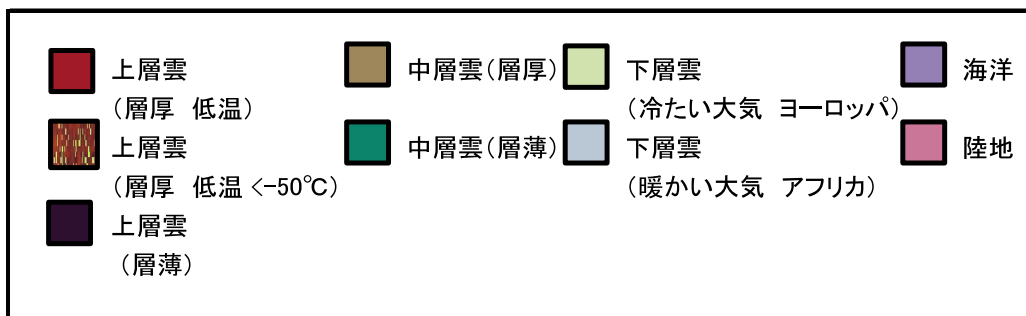 上層雲
(層厚 低温)
上層雲
(層厚 低温 <-50℃)
上層雲
(層薄)
中層雲(層厚)
中層雲(層薄)
下層雲
(冷たい大気 ヨーロッパ)
下層雲
(暖かい大気 アフリカ)
海洋
陸地